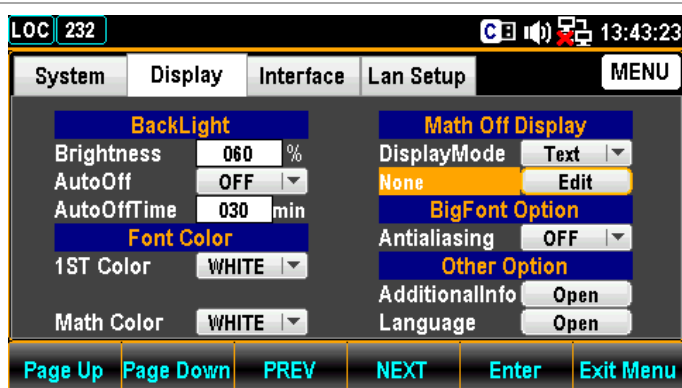 LOC 232 C 13:43:23
System Display Interface Lan Setup MENU
BackLight
Brightness 060 %
AutoOff OFF
AutoOffTime 030 min
Font Color
1ST Color WHITE
Math Color WHITE
Math Off Display
DisplayMode Text
None Edit
BigFont Option
Antialiasing OFF
Other Option
AdditionalInfo Open
Language Open
Page Up Page Down PREV NEXT Enter Exit Menu